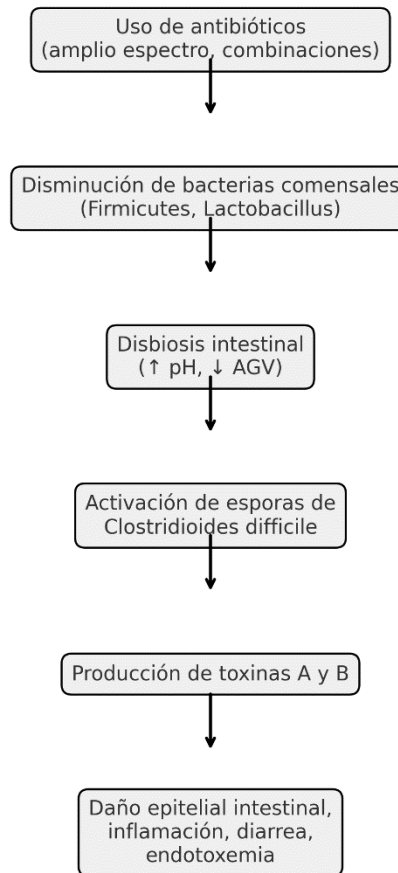 Uso de antibióticos
(amplio espectro, combinaciones)
Disminución de bacterias comensales
(Firmicutes, Lactobacillus)
Disbiosis intestinal
(↑ pH, ↓ AGV)
Activación de esporas de
Clostridioides difficile
Producción de toxinas A y B
Daño epitelial intestinal,
inflamación, diarrea,
endotoxemia